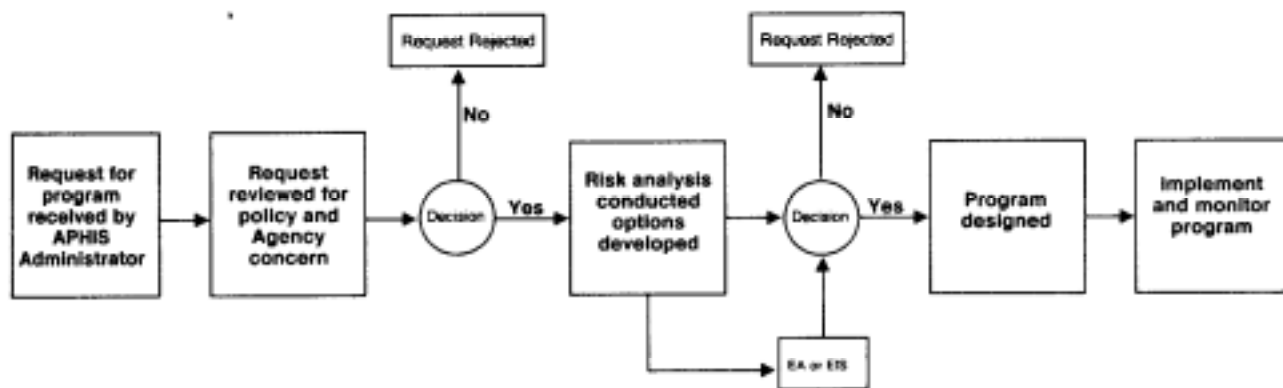 Request Rejected
Request Rejected
No
No
Request for
program
received by
APHIS
Administrator
Request
reviewed for
policy and
Agency
concern
Decision
Yes
Risk analysis
conducted
options
developed
Decision
Yes
Program
designed
Implement
and monitor
program
EA or EIS